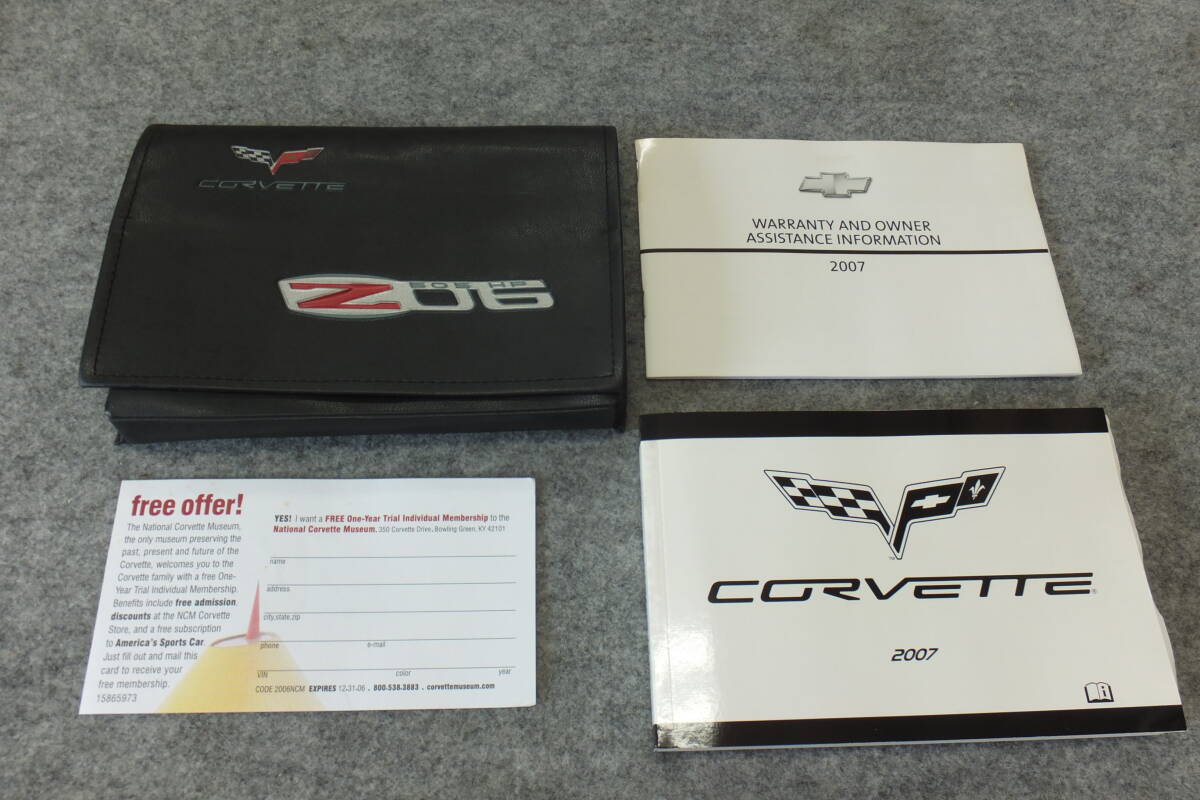 CORVETTE
505 HP
Z06
WARRANTY AND OWNER
ASSISTANCE INFORMATION
2007
free offer!
The National Corvette Museum,
the only museum preserving the
past, present and future of the
Corvette, welcomes you to the
Corvette family with a free One-
Year Trial Individual Membership.
Benefits include free admission,
discounts at the NCM Corvette
Store, and a free subscription
to America's Sports Car.
Just fill out and mail this
card to receive your
free membership.
15865973
YES! I want a FREE One-Year Trial Individual Membership to the
National Corvette Museum, 350 Corvette Drive, Bowling Green, KY 42101
name
address
city,state,zip
phone e-mail
VIN color year
CODE 2006NCM EXPIRES 12-31-06 . 800-538-3883 . corvettemuseum.com
TM
CORVETTE®
2007
i